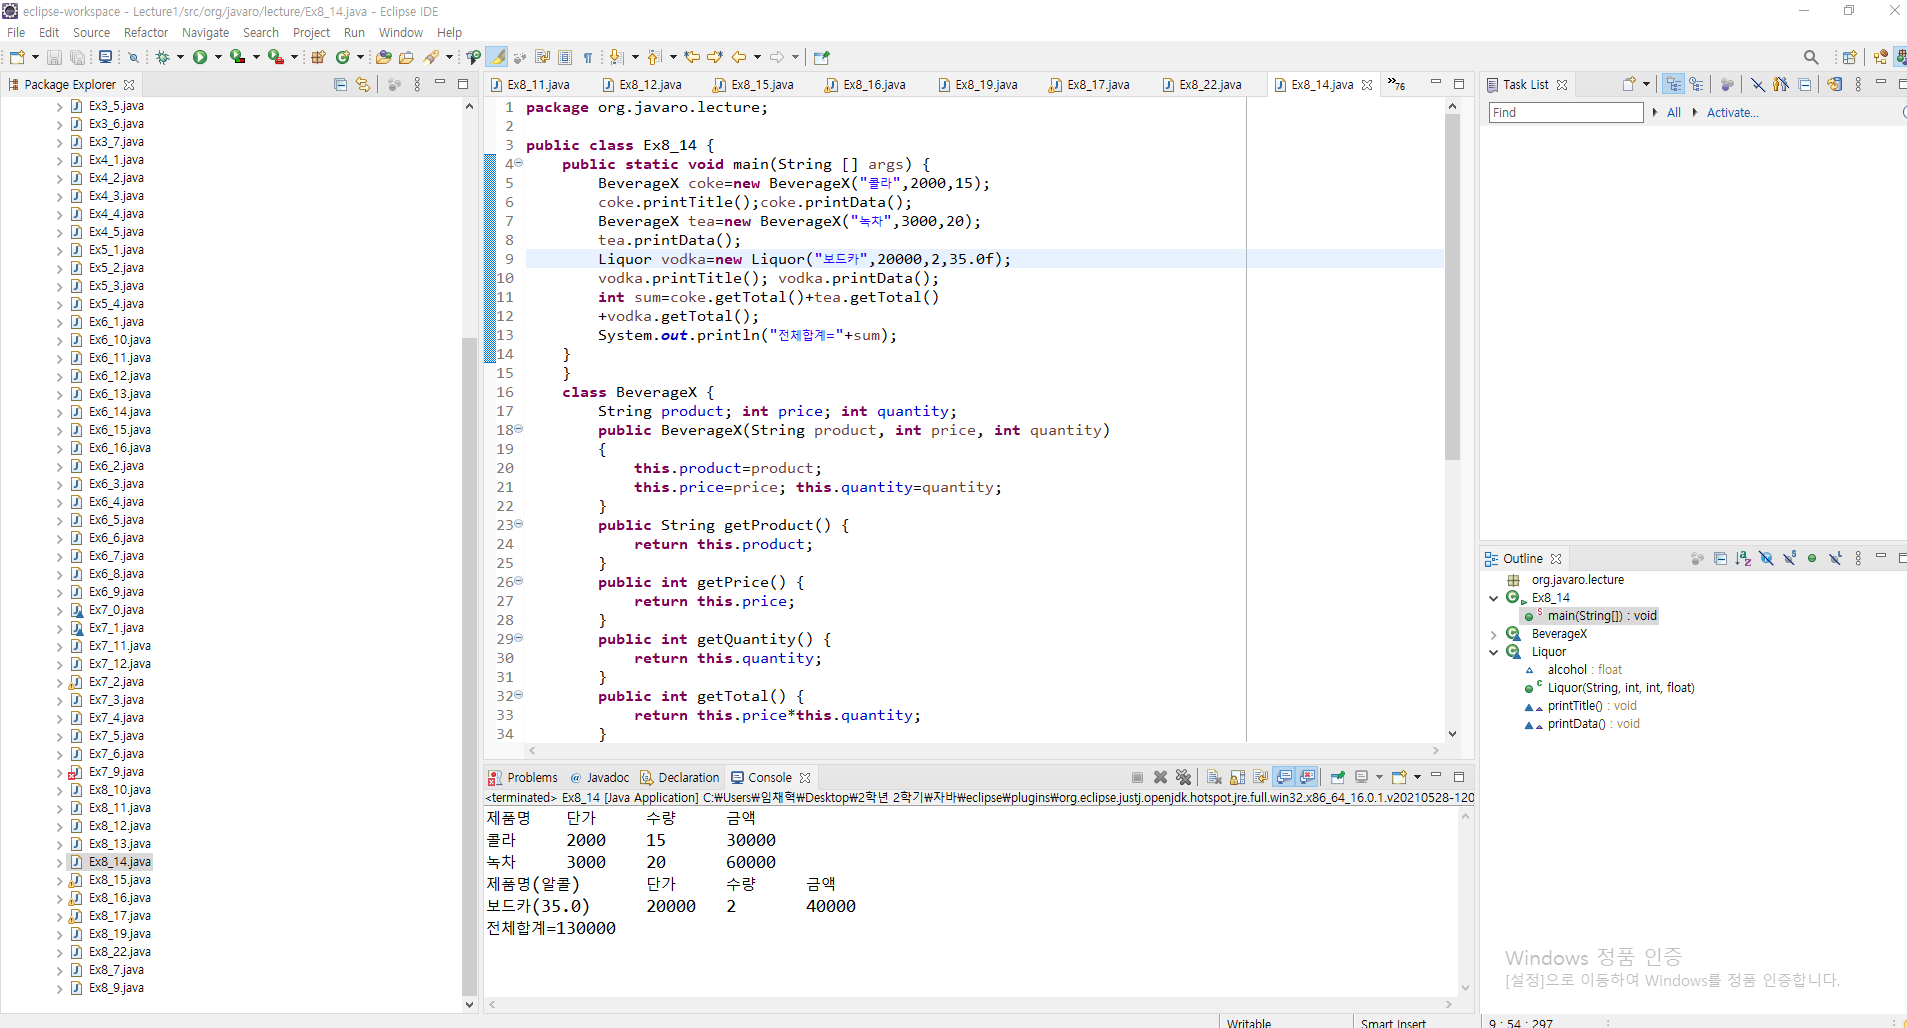 eclipse-workspace - Lecture1/src/org/javaro/lecture/Ex8_14.java - Eclipse IDE
File Edit Source Refactor Navigate Search Project Run Window Help
Package Explorer
Ex3_5.java
Ex3_6.java
Ex3_7.java
Ex4_1.java
Ex4_2.java
Ex4_3.java
Ex4_4.java
Ex4_5.java
Ex5_1.java
Ex5_2.java
Ex5_3.java
Ex5_4.java
Ex6_1.java
Ex6_10.java
Ex6_11.java
Ex6_12.java
Ex6_13.java
Ex6_14.java
Ex6_15.java
Ex6_16.java
Ex6_2.java
Ex6_3.java
Ex6_4.java
Ex6_5.java
Ex6_6.java
Ex6_7.java
Ex6_8.java
Ex6_9.java
Ex7_0.java
Ex7_1.java
Ex7_11.java
Ex7_12.java
Ex7_2.java
Ex7_3.java
Ex7_4.java
Ex7_5.java
Ex7_6.java
Ex7_9.java
Ex8_10.java
Ex8_11.java
Ex8_12.java
Ex8_13.java
Ex8_14.java
Ex8_15.java
Ex8_16.java
Ex8_17.java
Ex8_19.java
Ex8_22.java
Ex8_7.java
Ex8_9.java
Ex8_11.java Ex8_12.java Ex8_15.java Ex8_16.java Ex8_19.java Ex8_17.java Ex8_22.java Ex8_14.java »76
1 package org.javaro.lecture;
2
3 public class Ex8_14 {
4 public static void main(String [] args) {
5 BeverageX coke=new BeverageX("콜라",2000,15);
6 coke.printTitle();coke.printData();
7 BeverageX tea=new BeverageX("녹차",3000,20);
8 tea.printData();
9 Liquor vodka=new Liquor("보드카",20000,2,35.0f);
10 vodka.printTitle(); vodka.printData();
11 int sum=coke.getTotal()+tea.getTotal()
12 +vodka.getTotal();
13 System.out.println("전체합계="+sum);
14 }
15 }
16 class BeverageX {
17 String product; int price; int quantity;
18 public BeverageX(String product, int price, int quantity)
19 {
20 this.product=product;
21 this.price=price; this.quantity=quantity;
22 }
23 public String getProduct() {
24 return this.product;
25 }
26 public int getPrice() {
27 return this.price;
28 }
29 public int getQuantity() {
30 return this.quantity;
31 }
32 public int getTotal() {
33 return this.price*this.quantity;
34 }
Problems Javadoc Declaration Console
<terminated> Ex8_14 [Java Application] C:₩Users₩임채혁₩Desktop₩2학년 2학기₩자바₩eclipse₩plugins₩org.eclipse.justj.openjdk.hotspot.jre.full.win32.x86_64_16.0.1.v20210528-120
제품명 단가 수량 금액
콜라 2000 15 30000
녹차 3000 20 60000
제품명(알콜) 단가 수량 금액
보드카(35.0) 20000 2 40000
전체합계=130000
Task List
Find All Activate...
Outline
org.javaro.lecture
Ex8_14
main(String[]) : void
BeverageX
Liquor
alcohol : float
Liquor(String, int, int, float)
printTitle() : void
printData() : void
Windows 정품 인증
[설정]으로 이동하여 Windows를 정품 인증합니다.
Writable Smart Insert 9 : 54 : 297